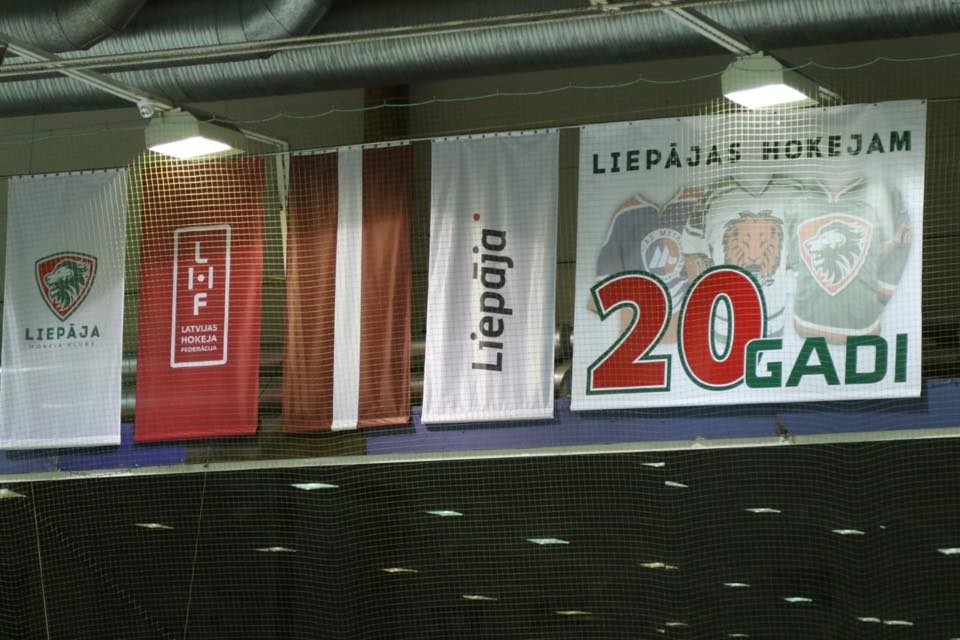 LIEPĀJA
HOKEJA KLUBS
L
H
F
LATVIJAS
HOKEJA
FEDERĀCIJA
Liepāja
LIEPĀJAS HOKEJAM
20
GADI